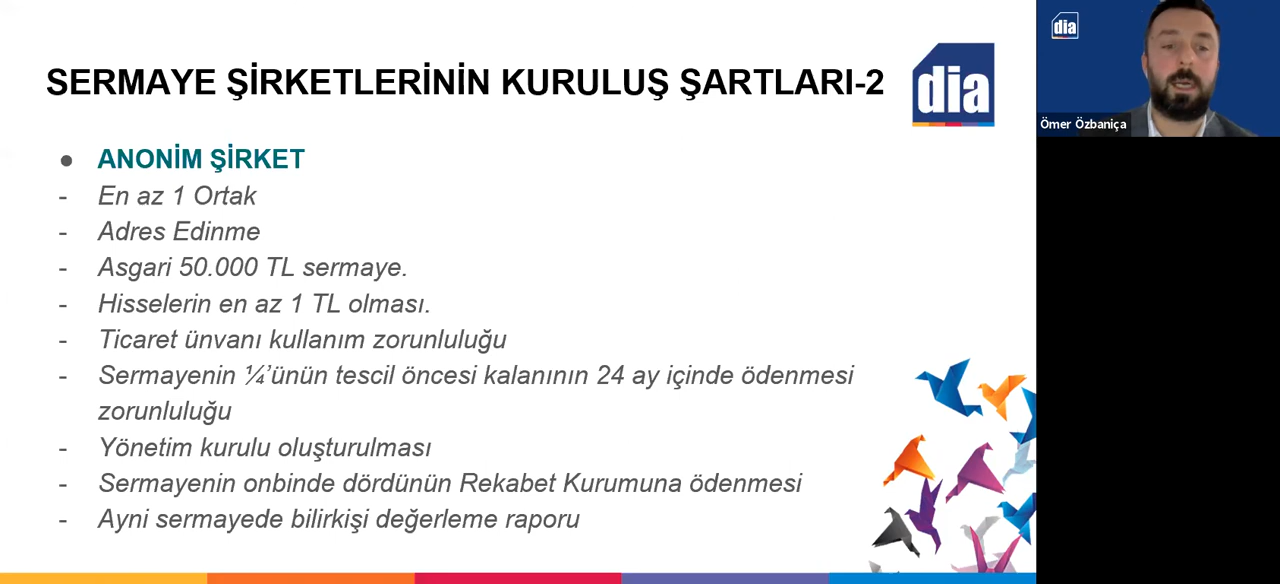 SERMAYE ŞİRKETLERİNİN KURULUŞ ŞARTLARI-2
dia
● ANONİM ŞİRKET
- En az 1 Ortak
- Adres Edinme
- Asgari 50.000 TL sermaye.
- Hisselerin en az 1 TL olması.
- Ticaret ünvanı kullanım zorunluluğu
- Sermayenin ¼’ünün tescil öncesi kalanının 24 ay içinde ödenmesi
zorunluluğu
- Yönetim kurulu oluşturulması
- Sermayenin onbinde dördünün Rekabet Kurumuna ödenmesi
- Ayni sermayede bilirkişi değerleme raporu
dia
Ömer Özbaniça